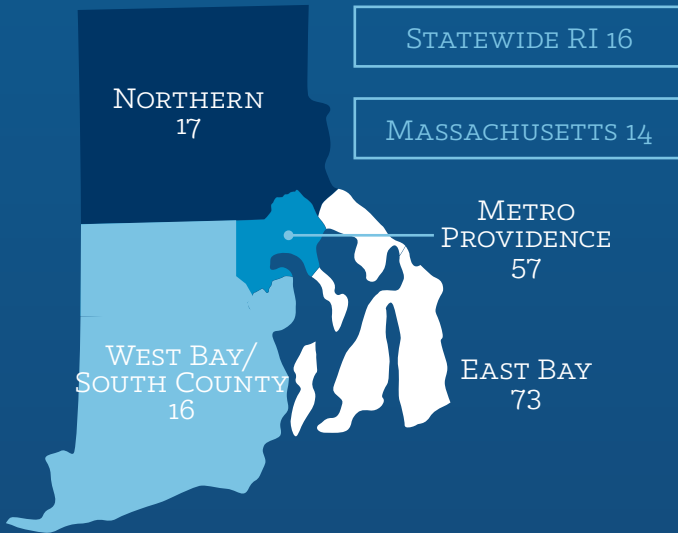 Statewide RI 16
Northern
17
Massachusetts 14
Metro
Providence
57
West Bay/
South County
16
East Bay
73